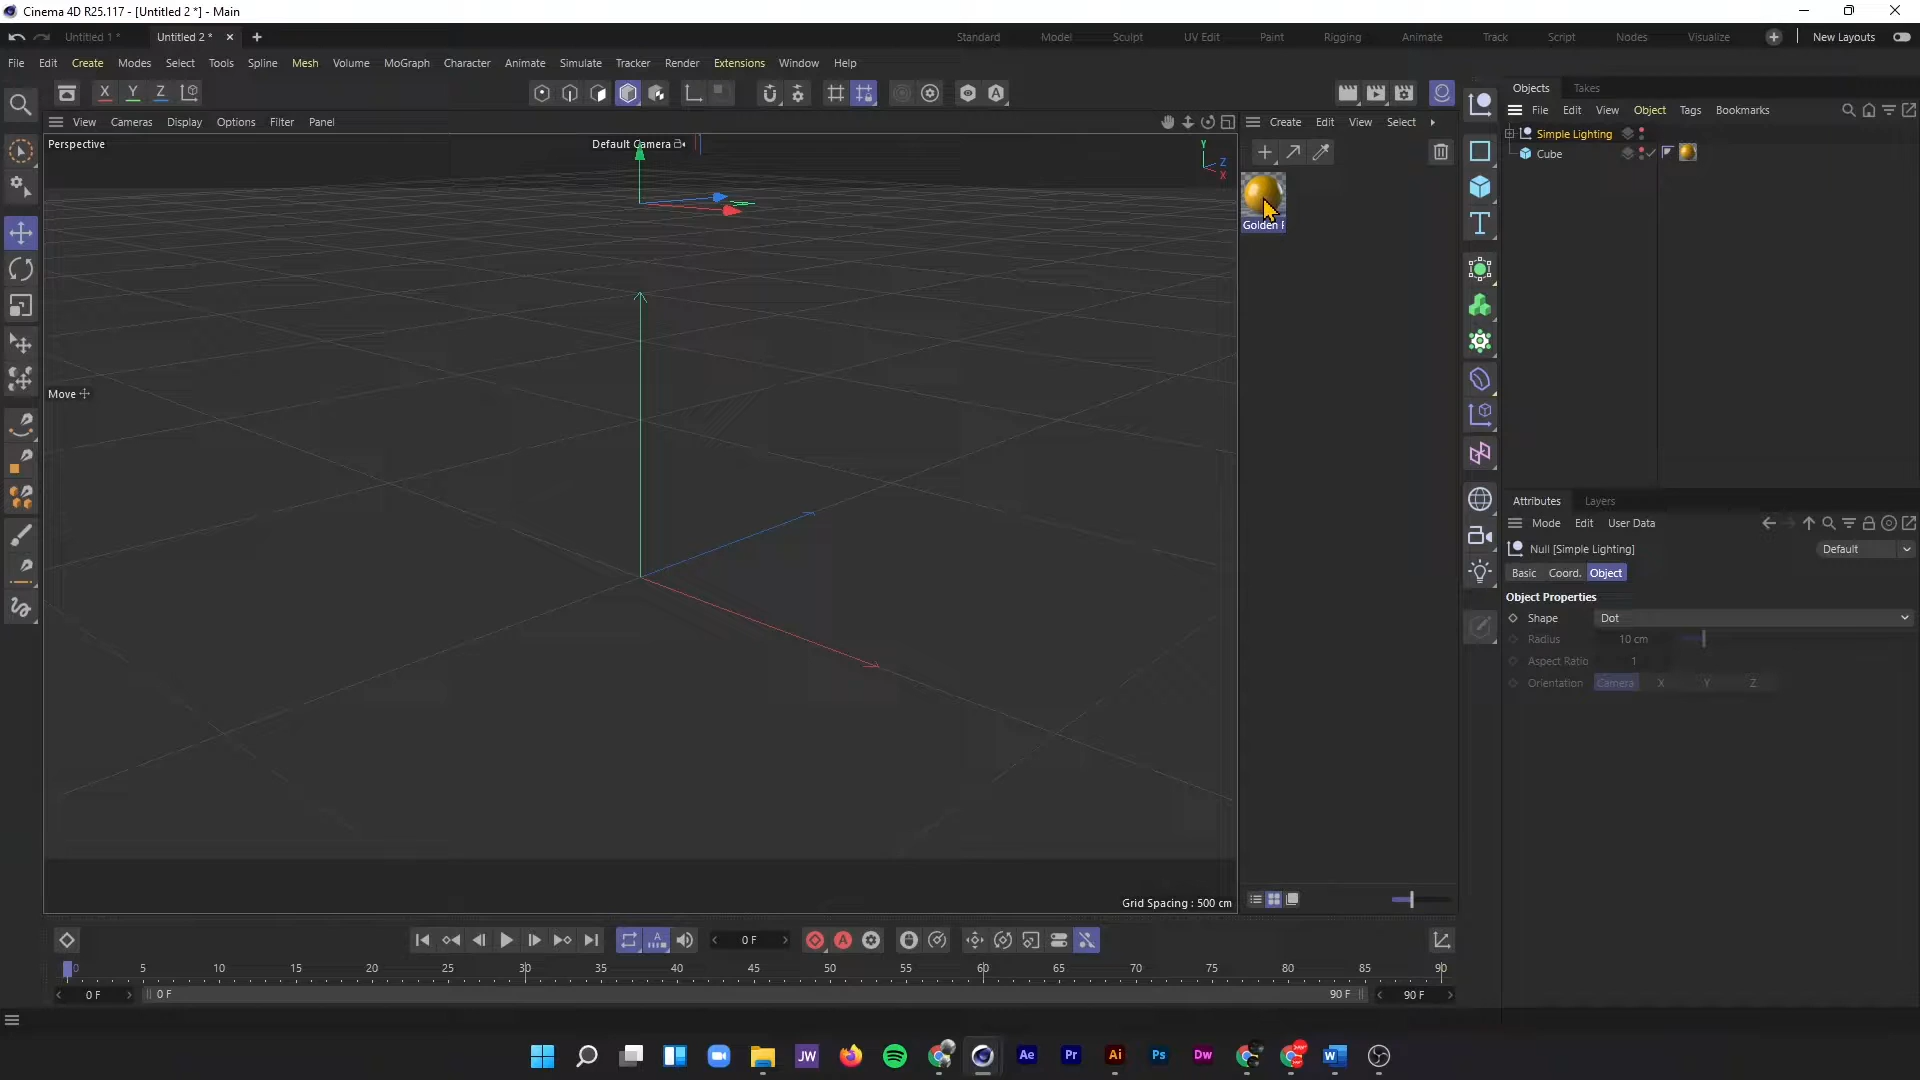 Cinema 4D R25.117 - [Untitled 2 *] - Main
Untitled 1 *
Untitled 2 *
Standard
Model
Sculpt
UV Edit
Paint
Rigging
Animate
Track
Script
Nodes
Visualize
New Layouts
File Edit Create Modes Select Tools Spline Mesh Volume MoGraph Character Animate Simulate Tracker Render Extensions Window Help
X Y Z
Objects Takes
File Edit View Object Tags Bookmarks
View Cameras Display Options Filter Panel
Create Edit View Select
Perspective
Default Camera
Y
Z
X
Simple Lighting
Cube
Golden
Move
Attributes Layers
Mode Edit User Data
Null [Simple Lighting]
Default
Basic Coord. Object
Object Properties
Shape Dot
Radius 10 cm
Aspect Ratio 1
Orientation Camera X Y Z
Grid Spacing : 500 cm
0 F
0 5 10 15 20 25 30 35 40 45 50 55 60 65 70 75 80 85 90
0 F 0 F 90 F 90 F
JW Ae Pr Ai Ps Dw W